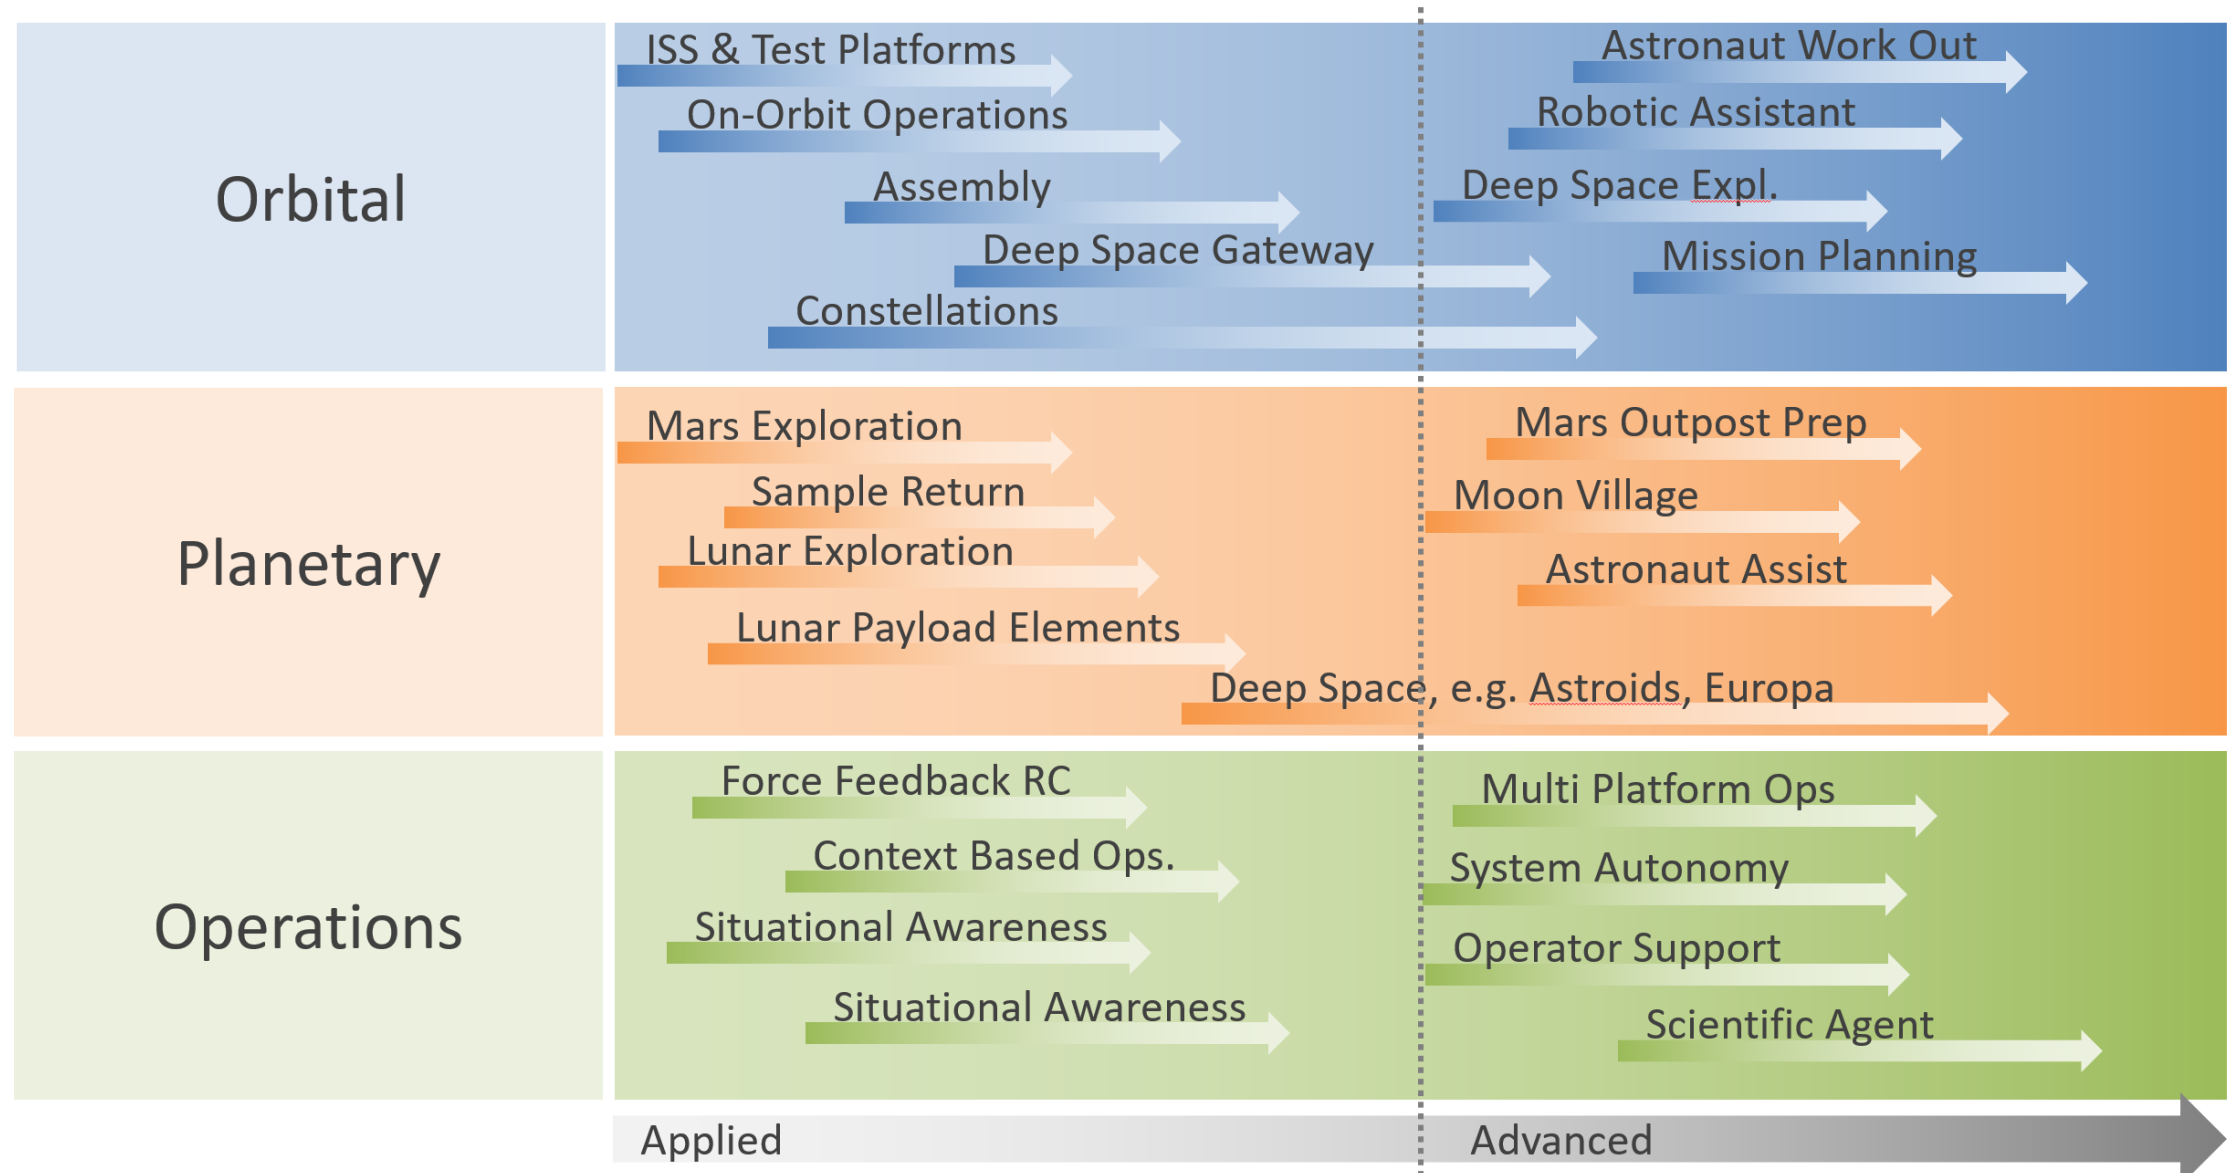 Orbital
ISS & Test Platforms
On-Orbit Operations
Assembly
Deep Space Gateway
Constellations
Astronaut Work Out
Robotic Assistant
Deep Space Expl.
Mission Planning
Planetary
Mars Exploration
Sample Return
Lunar Exploration
Lunar Payload Elements
Deep Space, e.g. Astroids, Europa
Mars Outpost Prep
Moon Village
Astronaut Assist
Operations
Force Feedback RC
Context Based Ops.
Situational Awareness
Situational Awareness
Multi Platform Ops
System Autonomy
Operator Support
Scientific Agent
Applied
Advanced